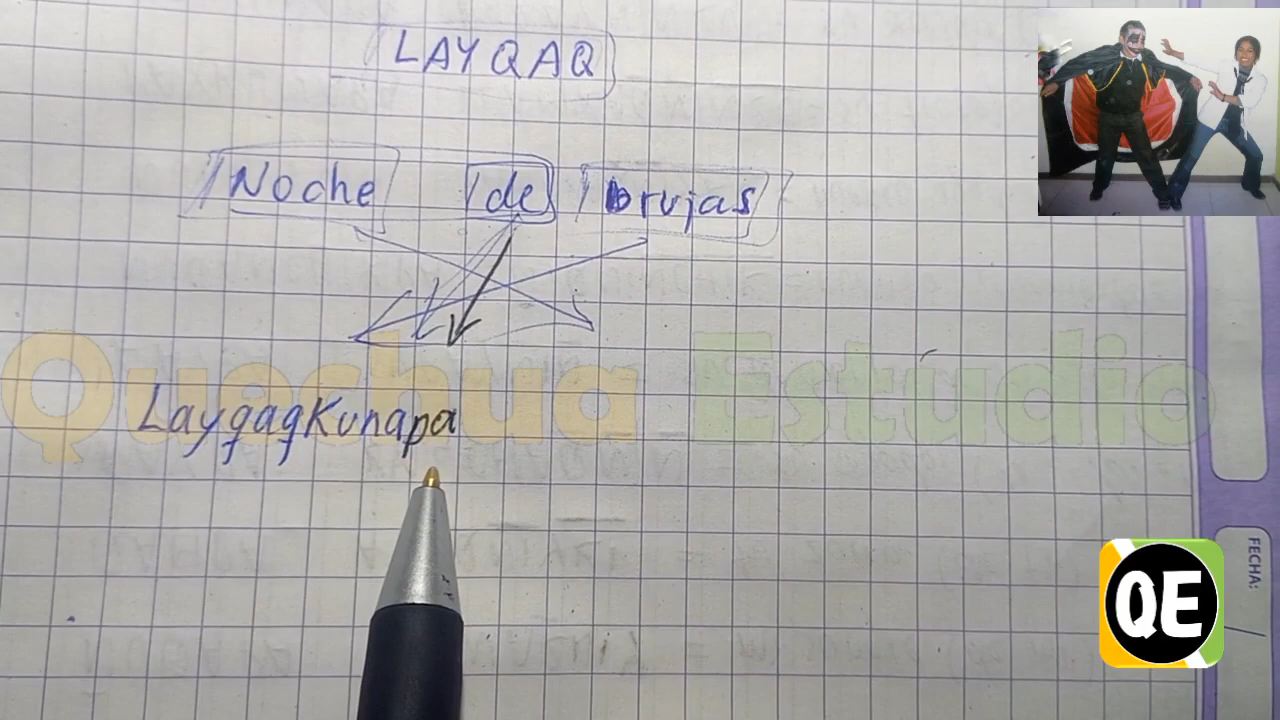 LAYQAQ
Noche de brujas
LayqaqKunapa
Quechua Estudio
QE
FECHA: